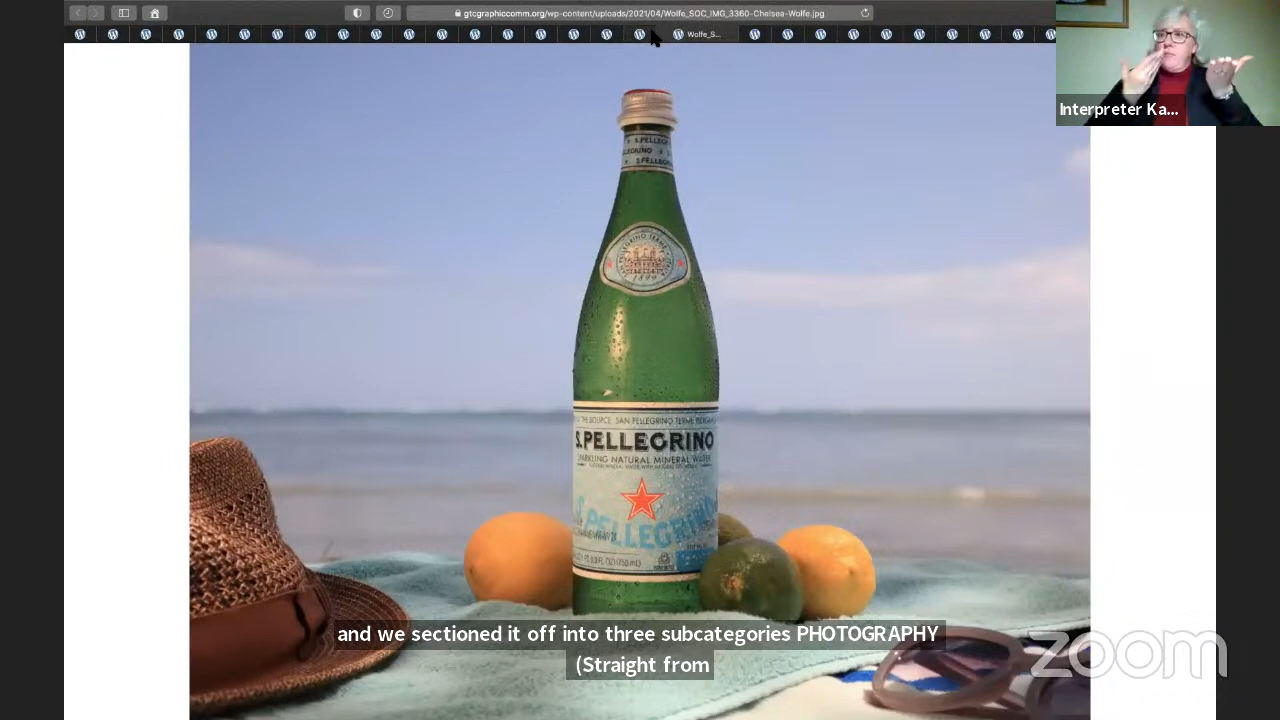 gtcgraphiccomm.org/wp-content/uploads/2021/04/Wolfe_SOC_IMG_3360-Chelsea-Wolfe.jpg
Wolfe_S...
Interpreter Ka...
S.PELLEGRINO
S.PELLEGRINO
SPARKLING NATURAL MINERAL WATER
S.PELLEGRINO
and we sectioned it off into three subcategories PHOTOGRAPHY
(Straight from
zoom